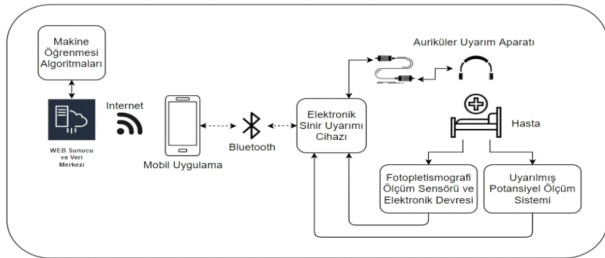 Makine
Öğrenmesi
Algoritmaları
Internet
WEB Sunucu
ve Veri
Merkezi
Mobil Uygulama
Bluetooth
Elektronik
Sinir Uyarımı
Cihazı
Auriküler Uyarım Aparatı
Hasta
Fotopletismografi
Ölçüm Sensörü ve
Elektronik Devresi
Uyarılmış
Potansiyel Ölçüm
Sistemi